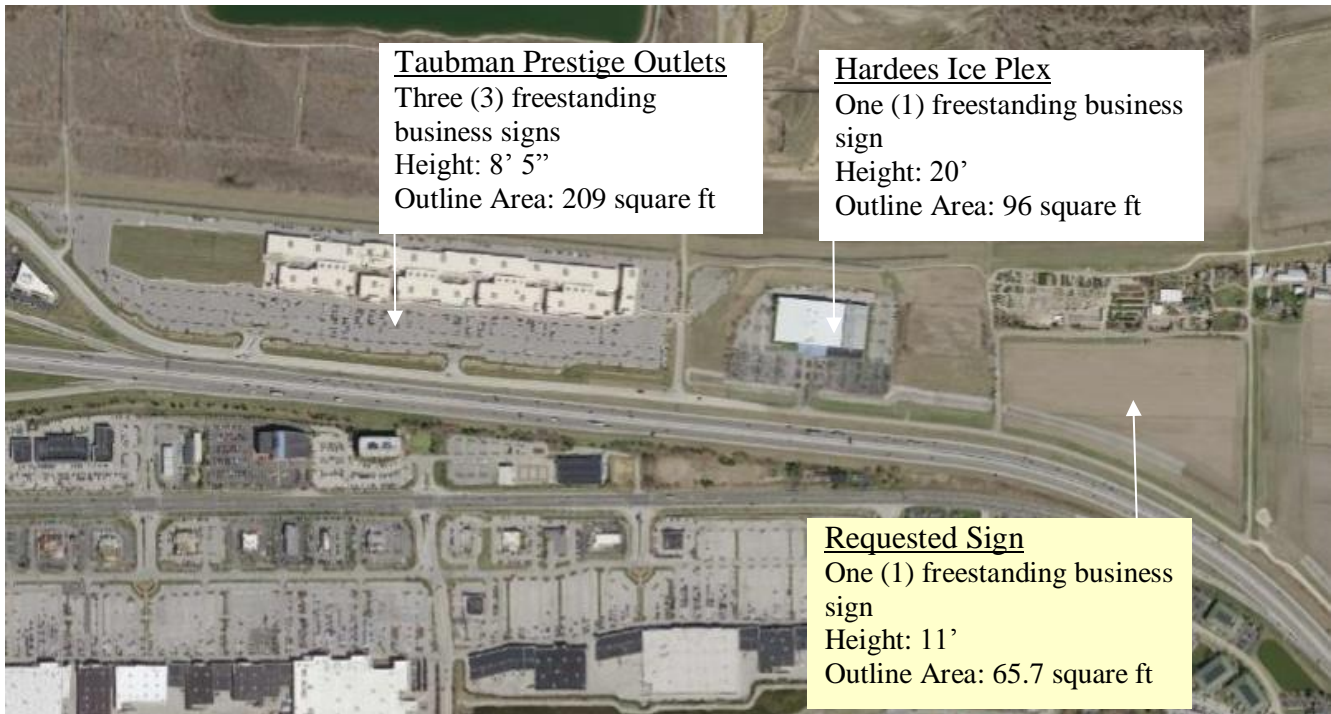 Taubman Prestige Outlets
Three (3) freestanding
business signs
Height: 8’ 5”
Outline Area: 209 square ft
Hardees Ice Plex
One (1) freestanding business
sign
Height: 20’
Outline Area: 96 square ft
Requested Sign
One (1) freestanding business
sign
Height: 11’
Outline Area: 65.7 square ft